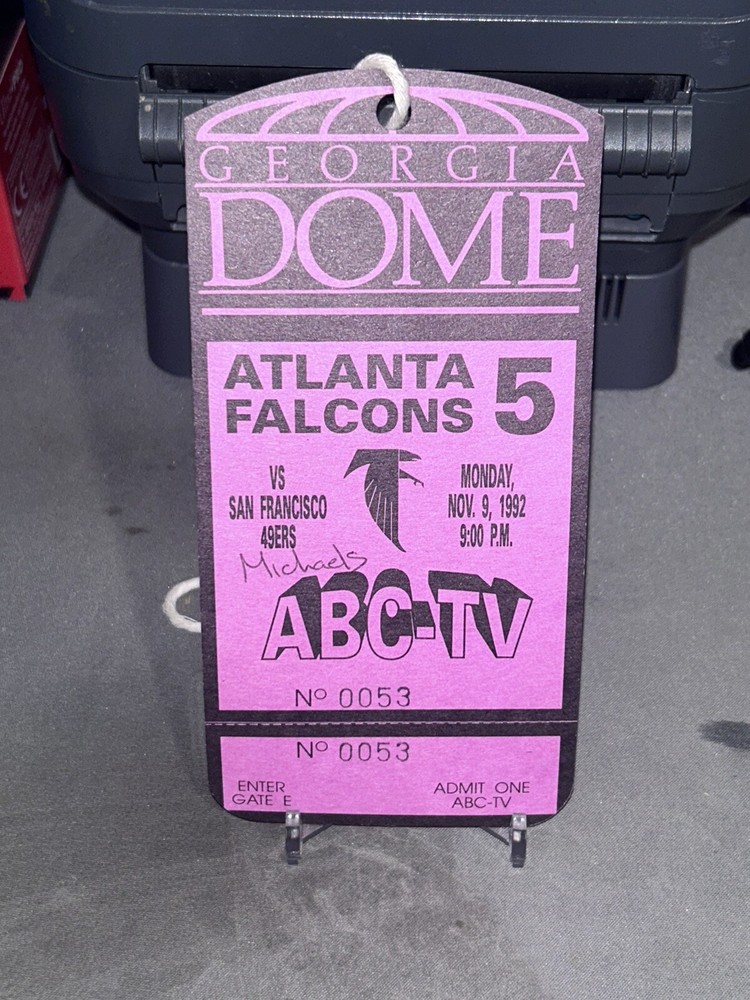 GEORGIA
DOME
ATLANTA
FALCONS
5
VS
SAN FRANCISCO
49ERS
MONDAY,
NOV. 9, 1992
9:00 P.M.
Michaels
ABC-TV
Nº 0053
Nº 0053
ENTER
GATE E
ADMIT ONE
ABC-TV